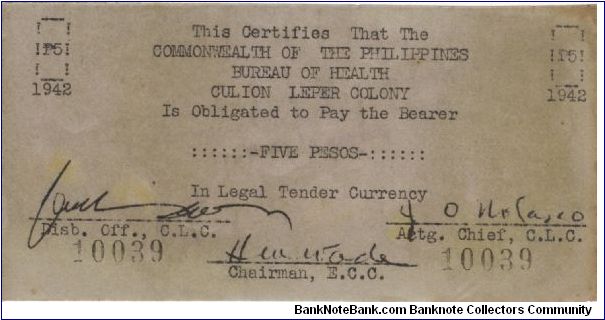 This Certifies That The
COMMONWEALTH OF THE PHILIPPINES
BUREAU OF HEALTH
CULION LEPER COLONY
Is Obligated to Pay the Bearer
::::::-FIVE PESOS-::::::
In Legal Tender Currency
!₱5!
1942
!₱5!
1942
Disb. Off., C.L.C.
10039
Chairman, E.C.C.
Actg. Chief, C.L.C.
10039
BankNoteBank.com Banknote Collectors Community